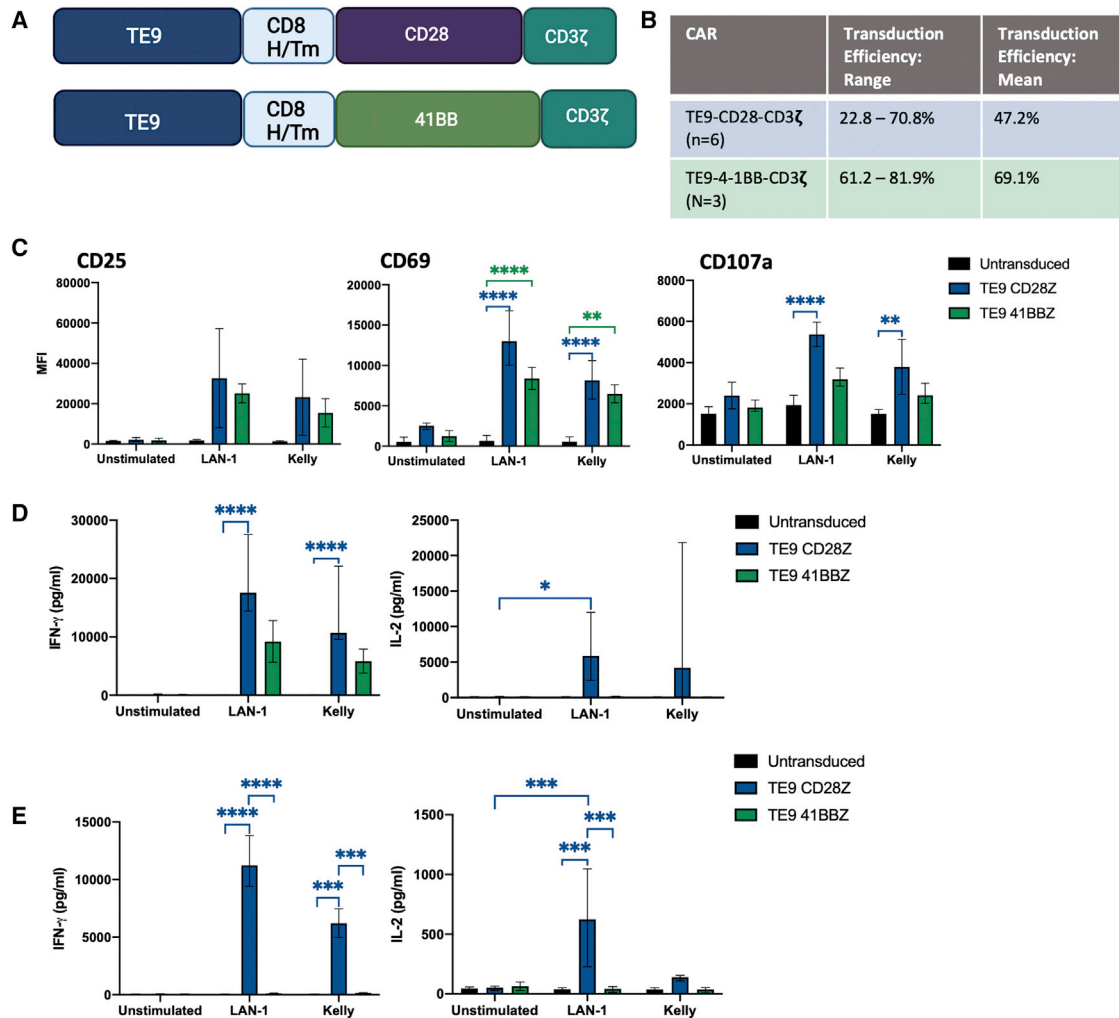 A
TE9
CD8
H/Tm
CD28
CD3ζ
TE9
CD8
H/Tm
41BB
CD3ζ
B
CAR
Transduction
Efficiency:
Range
Transduction
Efficiency:
Mean
TE9-CD28-CD3ζ
(n=6)
22.8 – 70.8%
47.2%
TE9-4-1BB-CD3ζ
(N=3)
61.2 – 81.9%
69.1%
C
CD25
MFI
80000
60000
40000
20000
0
Unstimulated
LAN-1
Kelly
CD69
20000
15000
10000
5000
0
****
****
**
****
Unstimulated
LAN-1
Kelly
CD107a
8000
6000
4000
2000
0
****
**
Unstimulated
LAN-1
Kelly
Untransduced
TE9 CD28Z
TE9 41BBZ
D
IFN-γ (pg/ml)
30000
20000
10000
0
****
****
Unstimulated
LAN-1
Kelly
IL-2 (pg/ml)
25000
20000
15000
10000
5000
0
*
Unstimulated
LAN-1
Kelly
Untransduced
TE9 CD28Z
TE9 41BBZ
E
IFN-γ (pg/ml)
15000
10000
5000
0
****
****
***
***
Unstimulated
LAN-1
Kelly
IL-2 (pg/ml)
1500
1000
500
0
***
***
***
Unstimulated
LAN-1
Kelly
Untransduced
TE9 CD28Z
TE9 41BBZ